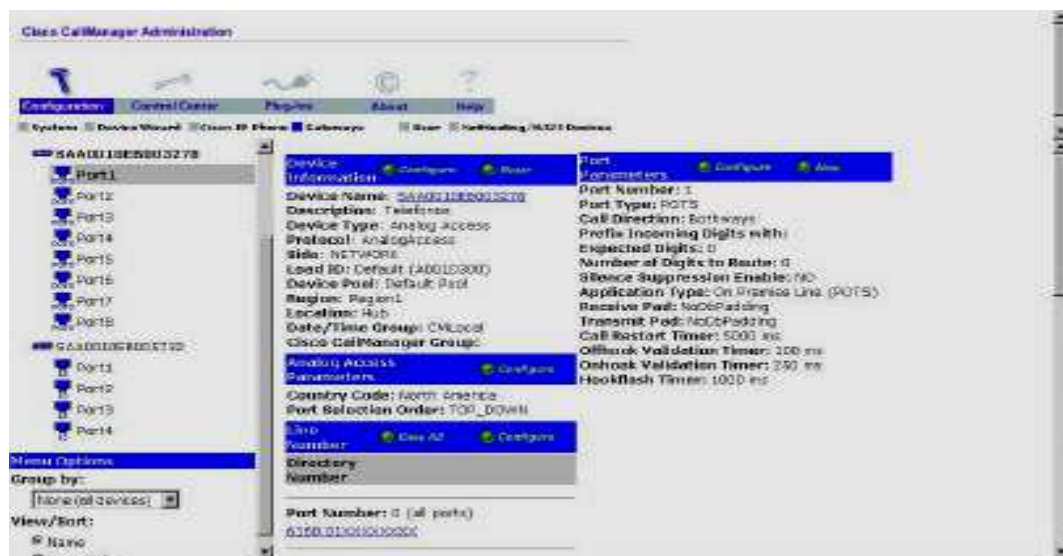 Cisco CallManager Administration
Configuration Control Center Plug-ins About Help
System Device Wizard Cisco IP Phone Gateways User
Port1
Port2
Port3
Port4
Port5
Port6
Port7
Port8
Port1
Port2
Port3
Port4
Menu Options
Group by:
None (all devices)
View/Sort:
Name
Device Information Configure Reset
Device Name: SAA0010EB003278
Description: Telefonos
Device Type: Analog Access
Protocol: AnalogAccess
Side: NETWORK
Load ID: Default
Device Pool: Default Pool
Region: Region1
Location: Hub
Date/Time Group: CMLocal
Cisco CallManager Group:
Analog Access Parameters Configure
Country Code: North America
Port Selection Order: TOP_DOWN
Line Number View All Configure
Directory Number
Port Number: 0 (all ports)
Port Parameters Configure New
Port Number: 1
Port Type: POTS
Call Direction: Bothways
Prefix Incoming Digits with:
Expected Digits: 0
Number of Digits to Route: 0
Silence Suppression Enable: NO
Application Type: On Premise Line (POTS)
Receive Pad: NoDbPadding
Transmit Pad: NoDbPadding
Call Restart Timer: 5000 ms
Offhook Validation Timer: 100 ms
Onhook Validation Timer: 250 ms
Hookflash Timer: 1000 ms